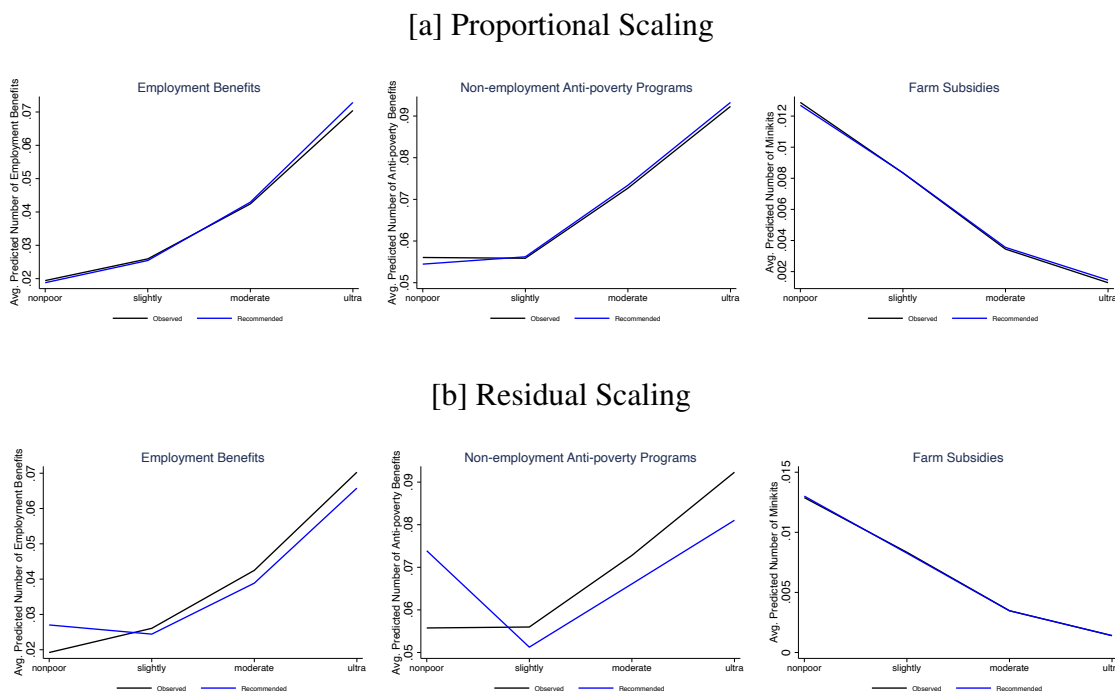 [a] Proportional Scaling
Employment Benefits
Avg. Predicted Number of Employment Benefits
.02 .03 .04 .05 .06 .07
nonpoor slightly moderate ultra
Observed Recommended
Non-employment Anti-poverty Programs
Avg. Predicted Number of Anti-poverty Benefits
.05 .06 .07 .08 .09
nonpoor slightly moderate ultra
Observed Recommended
Farm Subsidies
Avg. Predicted Number of Minikits
.002 .004 .006 .008 .01 .012
nonpoor slightly moderate ultra
Observed Recommended
[b] Residual Scaling
Employment Benefits
Avg. Predicted Number of Employment Benefits
.02 .03 .04 .05 .06 .07
nonpoor slightly moderate ultra
Observed Recommended
Non-employment Anti-poverty Programs
Avg. Predicted Number of Anti-poverty Benefits
.05 .06 .07 .08 .09
nonpoor slightly moderate ultra
Observed Recommended
Farm Subsidies
Avg. Predicted Number of Minikits
0 .005 .01 .015
nonpoor slightly moderate ultra
Observed Recommended